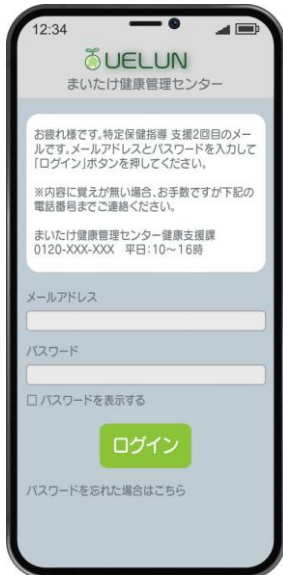 12:34
UELUN
まいたけ健康管理センター
お疲れ様です。特定保健指導 支援2回目のメー
ルです。メールアドレスとパスワードを入力して
「ログイン」ボタンを押してください。
※内容に覚えが無い場合、お手数ですが下記の
電話番号までご連絡ください。
まいたけ健康管理センター健康支援課
0120-XXX-XXX 平日:10～16時
メールアドレス
パスワード
パスワードを表示する
ログイン
パスワードを忘れた場合はこちら